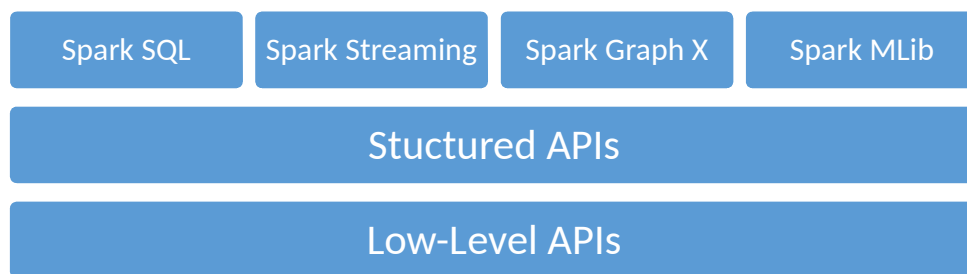 Spark SQL
Spark Streaming
Spark Graph X
Spark MLib
Stuctured APIs
Low-Level APIs